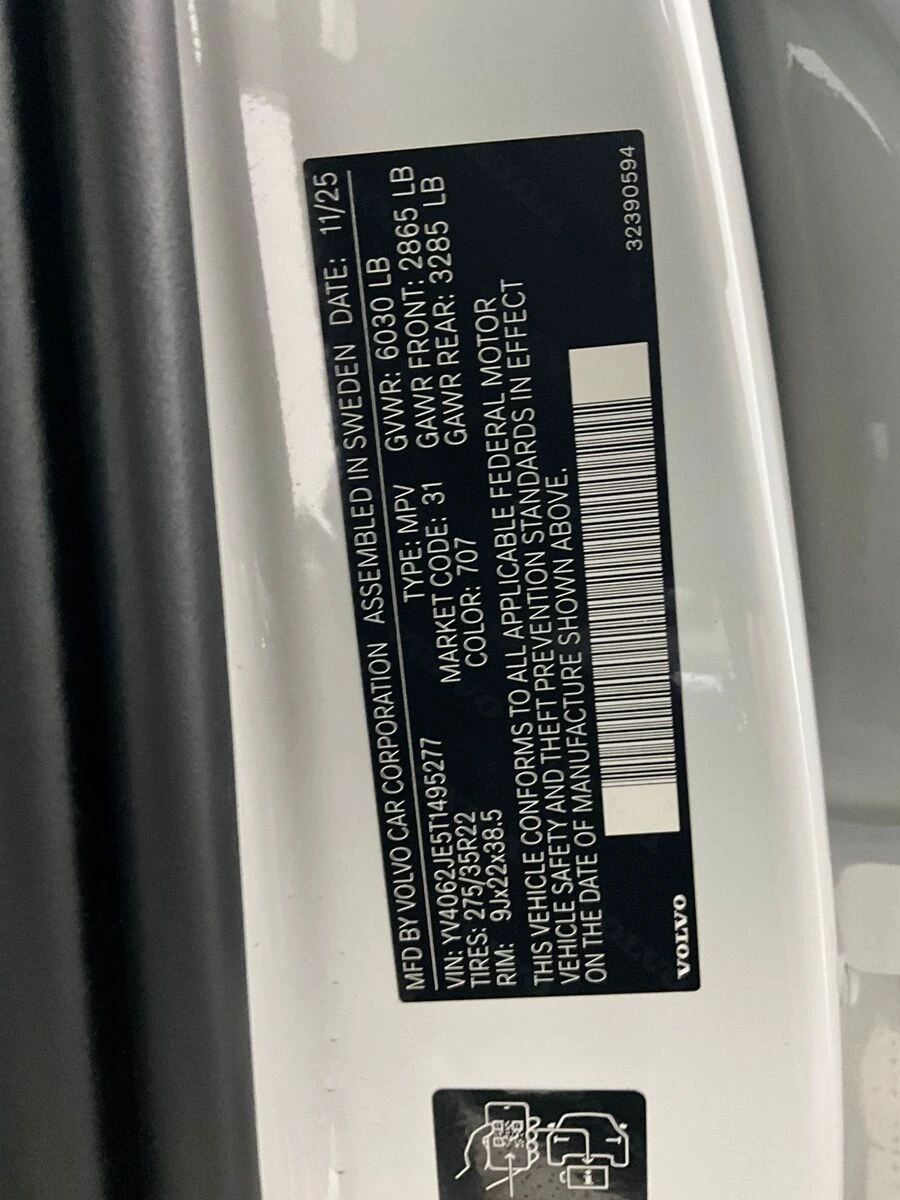 MFD BY VOLVO CAR CORPORATION ASSEMBLED IN SWEDEN DATE: 11/25
VIN: YV4062JE5T1495277 TYPE: MPV GVWR: 6030 LB
TIRES: 275/35R22 MARKET CODE: 31 GAWR FRONT: 2865 LB
RIM: 9Jx22x38.5 COLOR: 707 GAWR REAR: 3285 LB
THIS VEHICLE CONFORMS TO ALL APPLICABLE FEDERAL MOTOR
VEHICLE SAFETY AND THEFT PREVENTION STANDARDS IN EFFECT
ON THE DATE OF MANUFACTURE SHOWN ABOVE.
VOLVO 32390594